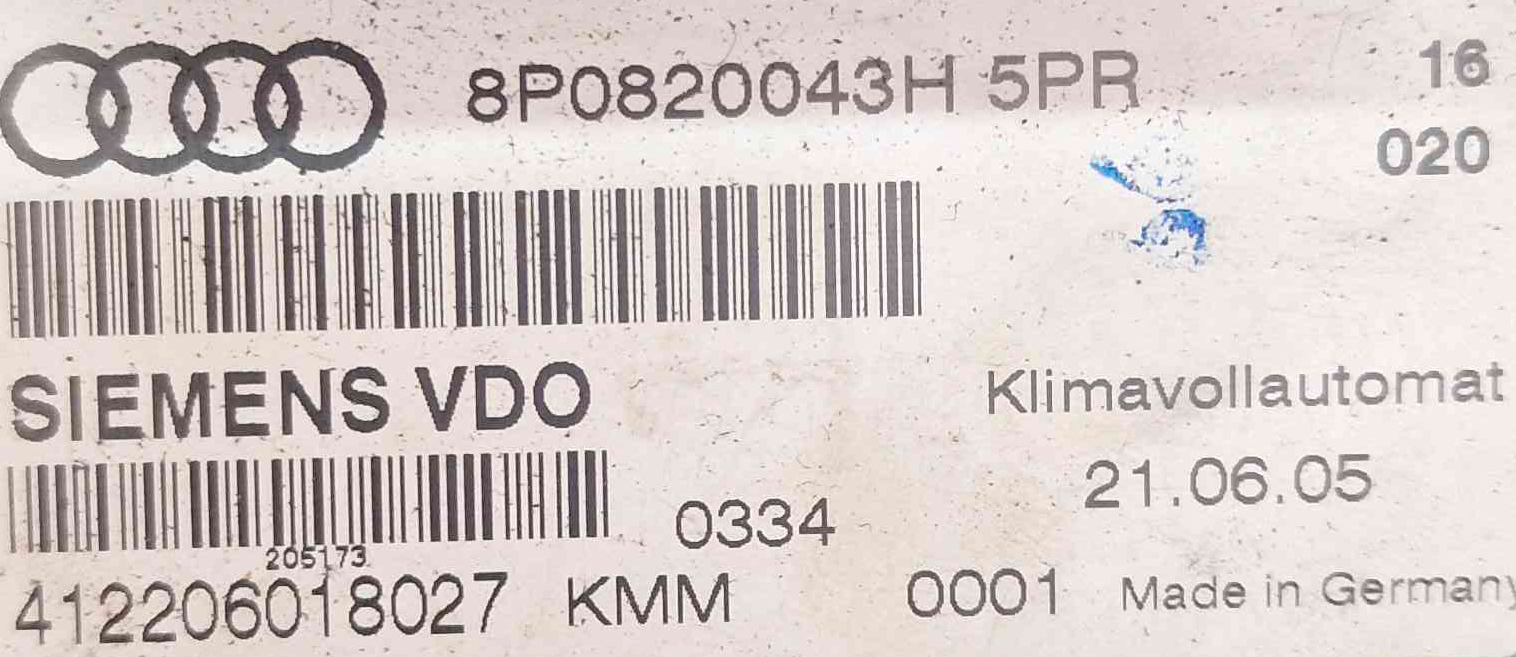 8P0820043H 5PR 16
020
SIEMENS VDO
Klimavollautomat
21.06.05
0334
205173
412206018027 KMM 0001 Made in Germany